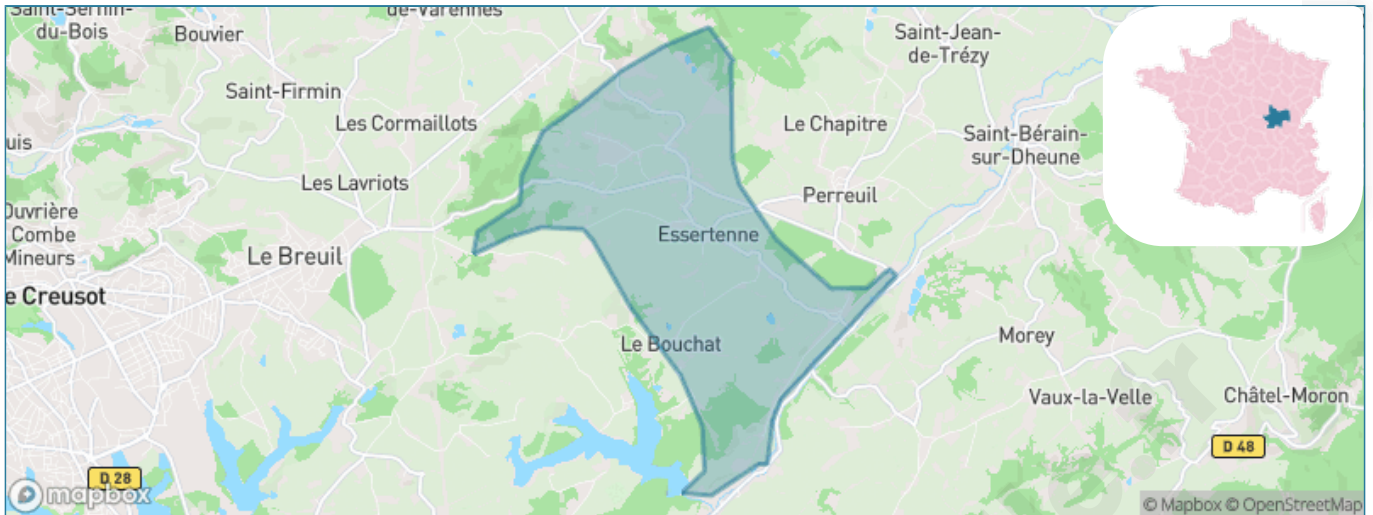 Saint-Sernin-
du-Bois
de-Varennes
Bouvier
Saint-Jean-
de-Trézy
Saint-Firmin
Les Cormaillots
Le Chapitre
Saint-Bérain-
sur-Dheune
uis
Les Lavriots
Perreuil
Ouvrière
Combe
Mineurs
Essertenne
Le Breuil
e Creusot
Le Bouchat
Morey
Vaux-la-Velle
Châtel-Moron
D 48
D 28
mapbox
© Mapbox © OpenStreetMap